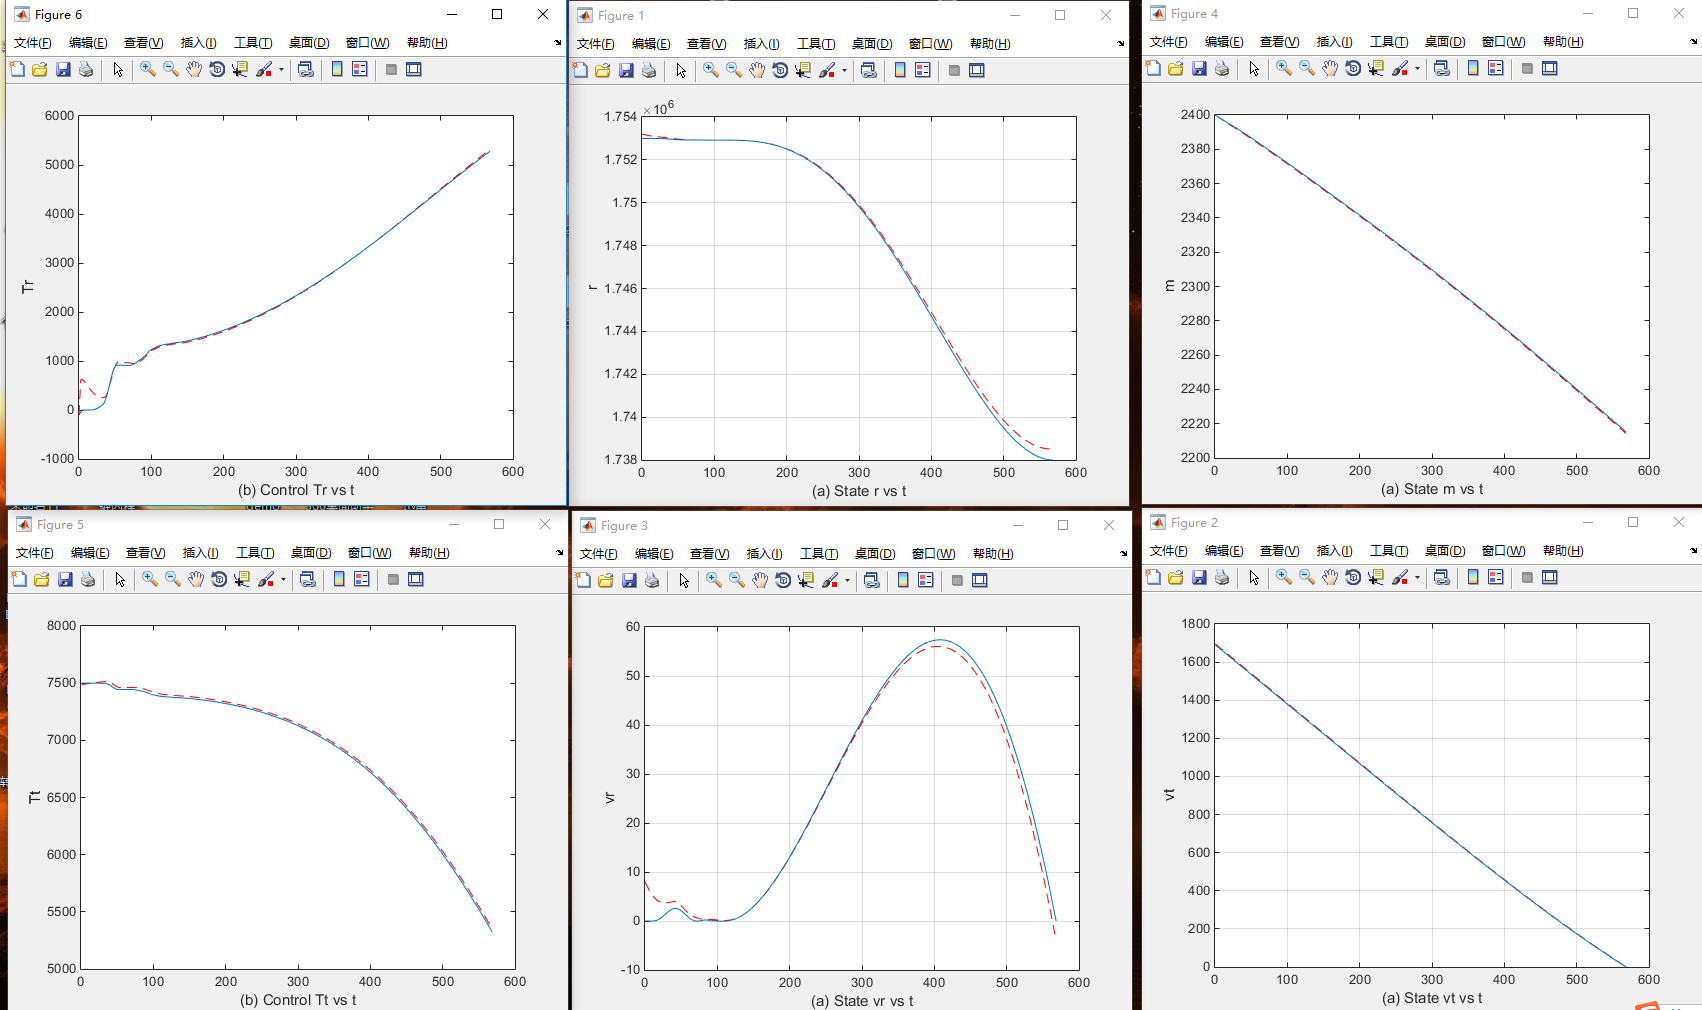 Figure 6
文件(F) 编辑(E) 查看(V) 插入(I) 工具(T) 桌面(D) 窗口(W) 帮助(H)
6000
5000
4000
3000
2000
1000
0
-1000
Tr
0 100 200 300 400 500 600
(b) Control Tr vs t
Figure 1
文件(F) 编辑(E) 查看(V) 插入(I) 工具(T) 桌面(D) 窗口(W) 帮助(H)
×10^6
1.754
1.752
1.75
1.748
1.746
1.744
1.742
1.74
1.738
r
0 100 200 300 400 500 600
(a) State r vs t
Figure 4
文件(F) 编辑(E) 查看(V) 插入(I) 工具(T) 桌面(D) 窗口(W) 帮助(H)
2400
2380
2360
2340
2320
2300
2280
2260
2240
2220
2200
m
0 100 200 300 400 500 600
(a) State m vs t
Figure 5
文件(F) 编辑(E) 查看(V) 插入(I) 工具(T) 桌面(D) 窗口(W) 帮助(H)
8000
7500
7000
6500
6000
5500
5000
Tt
0 100 200 300 400 500 600
(b) Control Tt vs t
Figure 3
文件(F) 编辑(E) 查看(V) 插入(I) 工具(T) 桌面(D) 窗口(W) 帮助(H)
60
50
40
30
20
10
0
-10
vr
0 100 200 300 400 500 600
(a) State vr vs t
Figure 2
文件(F) 编辑(E) 查看(V) 插入(I) 工具(T) 桌面(D) 窗口(W) 帮助(H)
1800
1600
1400
1200
1000
800
600
400
200
0
vt
0 100 200 300 400 500 600
(a) State vt vs t